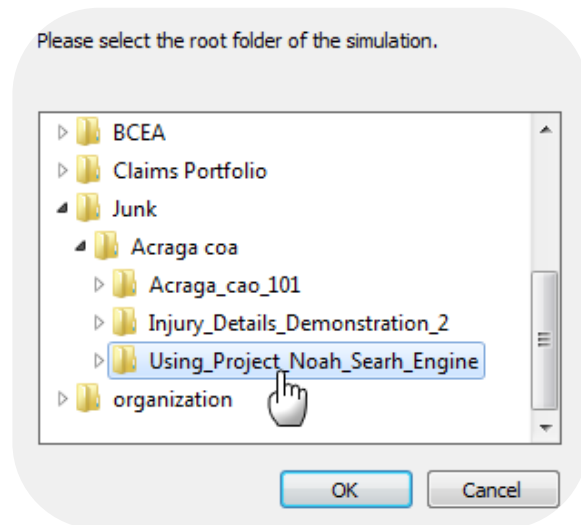 Please select the root folder of the simulation.
BCEA
Claims Portfolio
Junk
Acraga coa
Acraga_cao_101
Injury_Details_Demonstration_2
Using_Project_Noah_Searh_Engine
organization
OK Cancel